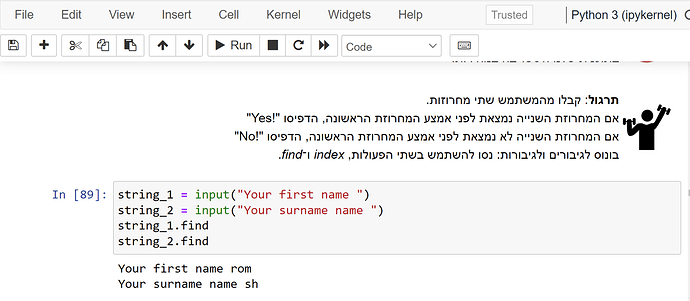 File Edit View Insert Cell Kernel Widgets Help Trusted Python 3 (ipykernel)
Run Code
תרגול: קבלו מהמשתמש שתי מחרוזות.
אם המחרוזת השנייה נמצאת לפני אמצע המחרוזת הראשונה, הדפיסו "Yes!"
אם המחרוזת השנייה לא נמצאת לפני אמצע המחרוזת הראשונה, הדפיסו "No!"
בונוס לגיבורים ולגיבורות: נסו להשתמש בשתי הפעולות, index ו־find.
In [89]: string_1 = input("Your first name ")
string_2 = input("Your surname name ")
string_1.find
string_2.find
Your first name rom
Your surname name sh